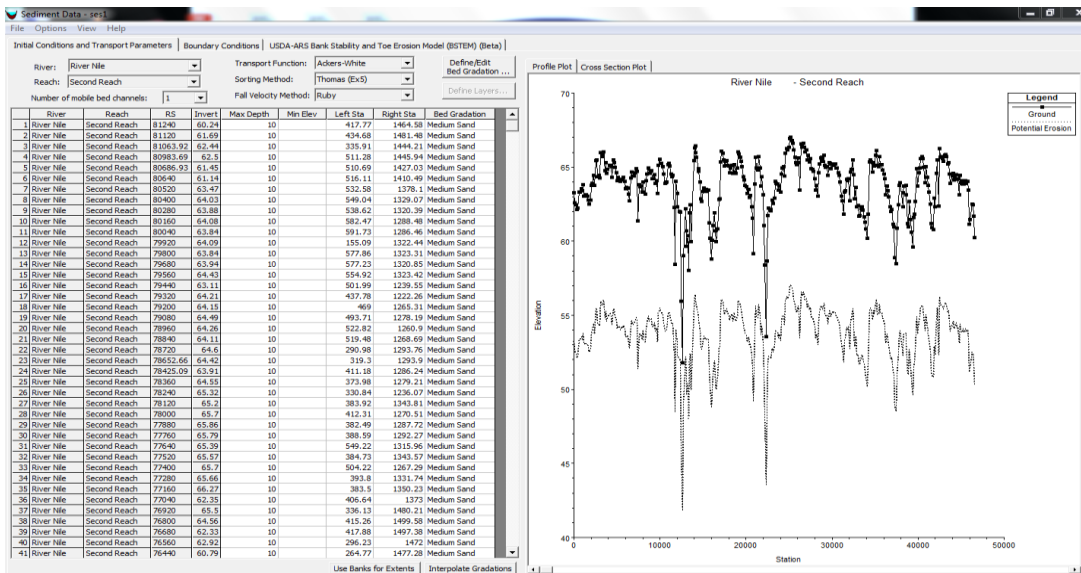 Sediment Data - ses1
File Options View Help
Initial Conditions and Transport Parameters | Boundary Conditions | USDA-ARS Bank Stability and Toe Erosion Model (BSTEM) (Beta)
River: River Nile Transport Function: Ackers-White Define/Edit Bed Gradation ...
Reach: Second Reach Sorting Method: Thomas (Ex5)
Number of mobile bed channels: 1 Fall Velocity Method: Ruby Define Layers...
River Reach RS Invert Max Depth Min Elev Left Sta Right Sta Bed Gradation
1 River Nile Second Reach 81240 60.24 10 417.77 1464.58 Medium Sand
2 River Nile Second Reach 81120 61.69 10 434.68 1481.48 Medium Sand
3 River Nile Second Reach 81063.92 62.44 10 335.91 1444.21 Medium Sand
4 River Nile Second Reach 80983.69 62.5 10 511.28 1445.94 Medium Sand
5 River Nile Second Reach 80686.93 61.45 10 510.69 1427.03 Medium Sand
6 River Nile Second Reach 80640 61.14 10 516.11 1410.49 Medium Sand
7 River Nile Second Reach 80520 63.47 10 532.58 1378.1 Medium Sand
8 River Nile Second Reach 80400 64.03 10 549.04 1329.07 Medium Sand
9 River Nile Second Reach 80280 63.88 10 538.62 1320.39 Medium Sand
10 River Nile Second Reach 80160 64.08 10 582.47 1288.48 Medium Sand
11 River Nile Second Reach 80040 63.84 10 591.73 1286.46 Medium Sand
12 River Nile Second Reach 79920 64.09 10 155.09 1322.44 Medium Sand
13 River Nile Second Reach 79800 63.84 10 577.86 1323.31 Medium Sand
14 River Nile Second Reach 79680 63.94 10 577.23 1320.85 Medium Sand
15 River Nile Second Reach 79560 64.43 10 554.92 1323.42 Medium Sand
16 River Nile Second Reach 79440 63.11 10 501.99 1239.55 Medium Sand
17 River Nile Second Reach 79320 64.21 10 437.78 1222.26 Medium Sand
18 River Nile Second Reach 79200 64.15 10 469 1265.31 Medium Sand
19 River Nile Second Reach 79080 64.49 10 493.71 1278.19 Medium Sand
20 River Nile Second Reach 78960 64.26 10 522.82 1260.9 Medium Sand
21 River Nile Second Reach 78840 64.11 10 519.48 1268.69 Medium Sand
22 River Nile Second Reach 78720 64.6 10 290.98 1293.76 Medium Sand
23 River Nile Second Reach 78652.66 64.42 10 319.3 1293.9 Medium Sand
24 River Nile Second Reach 78425.09 63.91 10 411.18 1286.24 Medium Sand
25 River Nile Second Reach 78360 64.55 10 373.98 1279.21 Medium Sand
26 River Nile Second Reach 78240 65.32 10 330.84 1236.07 Medium Sand
27 River Nile Second Reach 78120 65.2 10 383.92 1343.81 Medium Sand
28 River Nile Second Reach 78000 65.7 10 412.31 1270.51 Medium Sand
29 River Nile Second Reach 77880 65.86 10 382.49 1287.72 Medium Sand
30 River Nile Second Reach 77760 65.79 10 388.59 1292.27 Medium Sand
31 River Nile Second Reach 77640 65.39 10 549.22 1315.96 Medium Sand
32 River Nile Second Reach 77520 65.57 10 384.73 1343.57 Medium Sand
33 River Nile Second Reach 77400 65.7 10 504.22 1267.29 Medium Sand
34 River Nile Second Reach 77280 65.66 10 393.8 1331.74 Medium Sand
35 River Nile Second Reach 77160 66.27 10 383.5 1350.23 Medium Sand
36 River Nile Second Reach 77040 62.35 10 406.64 1373 Medium Sand
37 River Nile Second Reach 76920 65.5 10 336.13 1480.21 Medium Sand
38 River Nile Second Reach 76800 64.56 10 415.26 1499.58 Medium Sand
39 River Nile Second Reach 76680 62.33 10 417.88 1497.38 Medium Sand
40 River Nile Second Reach 76560 62.92 10 296.23 1472 Medium Sand
41 River Nile Second Reach 76440 60.79 10 264.77 1477.28 Medium Sand
Use Banks for Extents | Interpolate Gradations
Profile Plot | Cross Section Plot
River Nile - Second Reach
Legend
Ground
Potential Erosion
70
65
60
55
50
45
40
Elevation
0 10000 20000 30000 40000 50000
Station